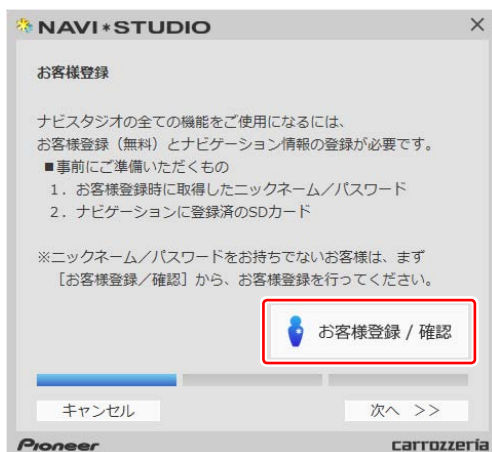 NAVI*STUDIO
お客様登録
ナビスタジオの全ての機能をご使用になるには、
お客様登録（無料）とナビゲーション情報の登録が必要です。
■事前にご準備いただくもの
1．お客様登録時に取得したニックネーム／パスワード
2．ナビゲーションに登録済のSDカード
※ニックネーム／パスワードをお持ちでないお客様は、まず
［お客様登録／確認］から、お客様登録を行ってください。
お客様登録 / 確認
キャンセル 次へ >>
Pioneer carrozzeria